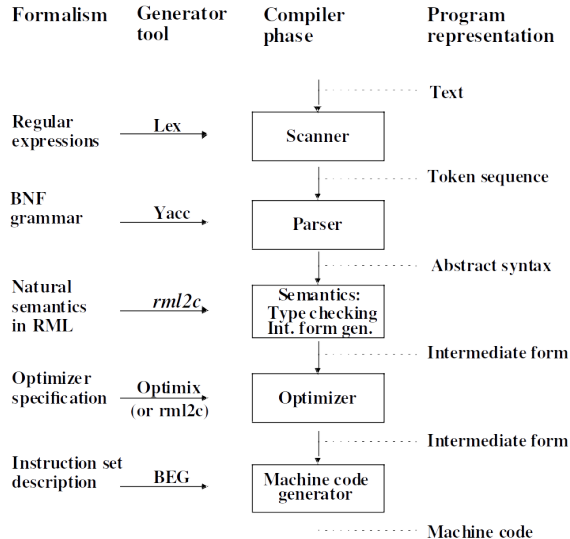 Formalism
Generator
tool
Compiler
phase
Program
representation
Text
Regular
expressions
Lex
Scanner
Token sequence
BNF
grammar
Yacc
Parser
Abstract syntax
Natural
semantics
in RML
rml2c
Semantics:
Type checking
Int. form gen.
Intermediate form
Optimizer
specification
Optimix
(or rml2c)
Optimizer
Intermediate form
Instruction set
description
BEG
Machine code
generator
Machine code